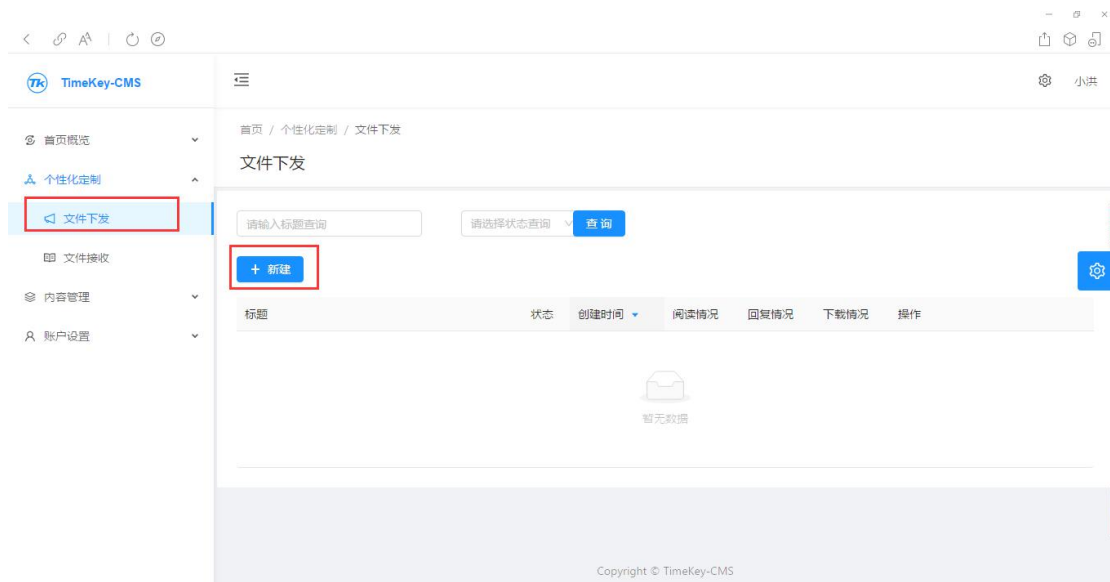 TK TimeKey-CMS
小洪
首页概览
个性化定制
文件下发
文件接收
内容管理
账户设置
首页 / 个性化定制 / 文件下发
文件下发
请输入标题查询 请选择状态查询 查 询
+ 新建
标题 状态 创建时间 阅读情况 回复情况 下载情况 操作
暂无数据
Copyright © TimeKey-CMS